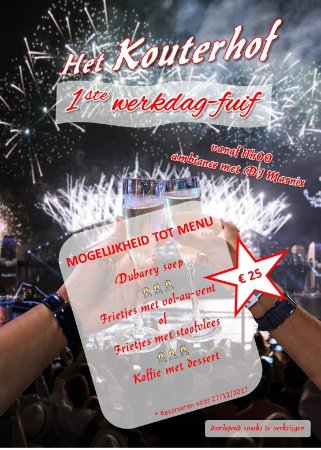 Het Kouterhof
1ste werkdag-fuif
vanaf 11h00
ambiance met DJ Marnix
MOGELIJKHEID TOT MENU
Dubarry soep
Frietjes met vol-au-vent
of
Frietjes met stoofvlees
Koffie met dessert
€ 25
* Reserveren vóór 27/12/2017
doorlopend snacks te verkrijgen